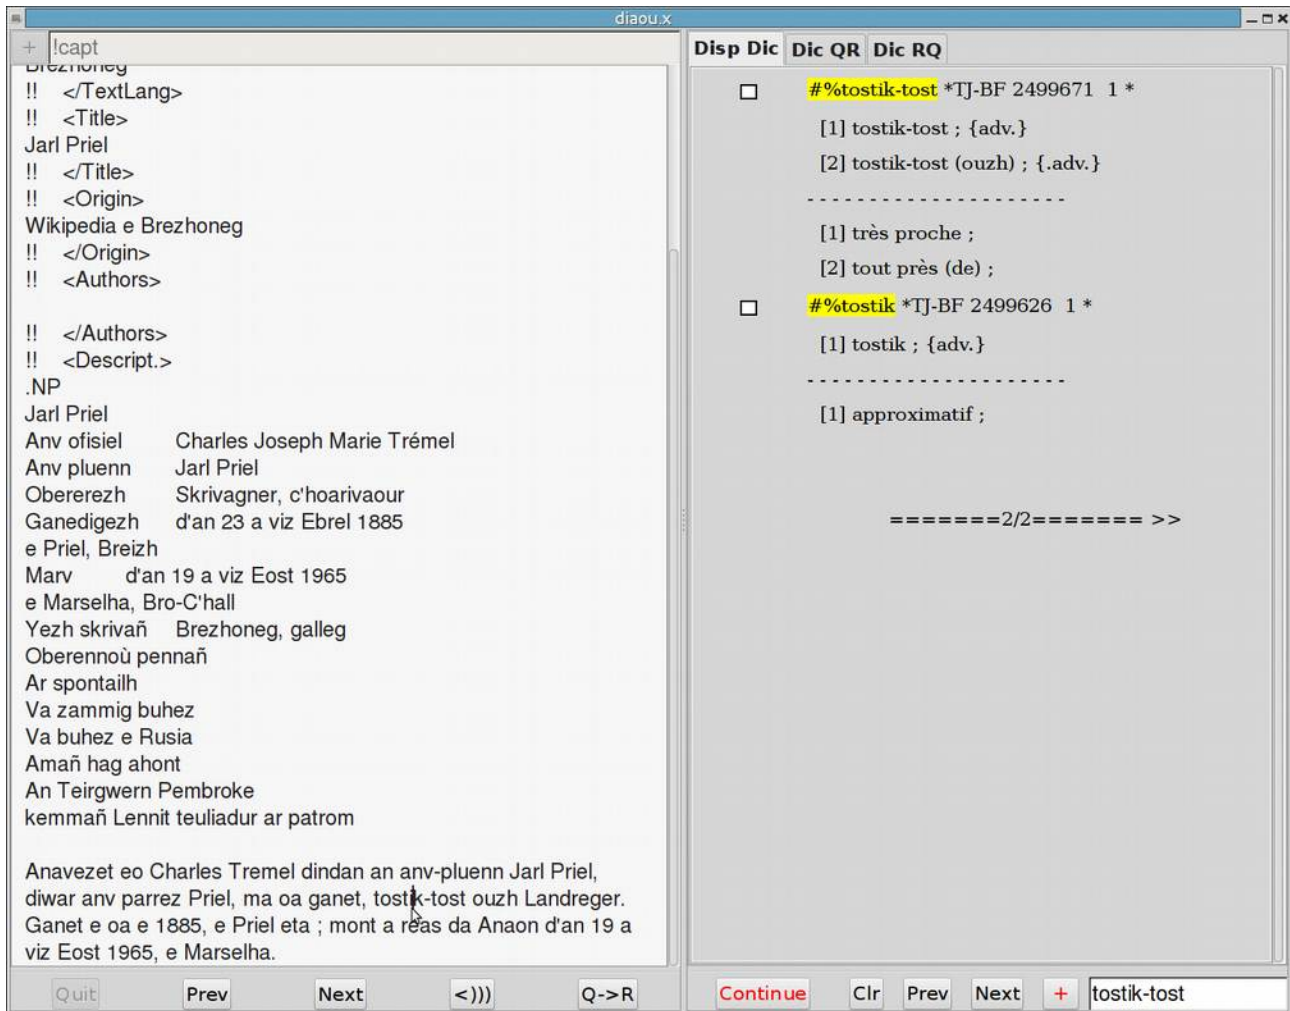 diaou.x
+ !capt
Brezhoneg
!! </TextLang>
!! <Title>
Jarl Priel
!! </Title>
!! <Origin>
Wikipedia e Brezhoneg
!! </Origin>
!! <Authors>
!! </Authors>
!! <Descript.>
.NP
Jarl Priel
Anv ofisiel Charles Joseph Marie Trémel
Anv pluenn Jarl Priel
Obererezh Skrivagner, c'hoarivaour
Ganedigezh d'an 23 a viz Ebrel 1885
e Priel, Breizh
Marv d'an 19 a viz Eost 1965
e Marselha, Bro-C'hall
Yezh skrivañ Brezhoneg, galleg
Oberennoù pennañ
Ar spontailh
Va zammig buhez
Va buhez e Rusia
Amañ hag ahont
An Teirgwern Pembroke
kemmañ Lennit teuliadur ar patrom
Anavezet eo Charles Tremel dindan an anv-pluenn Jarl Priel,
diwar anv parrez Priel, ma oa ganet, tostik-tost ouzh Landreger.
Ganet e oa e 1885, e Priel eta ; mont a reas da Anaon d'an 19 a
viz Eost 1965, e Marselha.
Quit Prev Next <))) Q->R
Disp Dic Dic QR Dic RQ
#%tostik-tost *TJ-BF 2499671 1 *
[1] tostik-tost ; {adv.}
[2] tostik-tost (ouzh) ; {.adv.}
- - - - - - - - - - - - - - - - - - - - - -
[1] très proche ;
[2] tout près (de) ;
#%tostik *TJ-BF 2499626 1 *
[1] tostik ; {adv.}
- - - - - - - - - - - - - - - - - - - - - -
[1] approximatif ;
=======2/2======= >>
Continue Clr Prev Next + tostik-tost